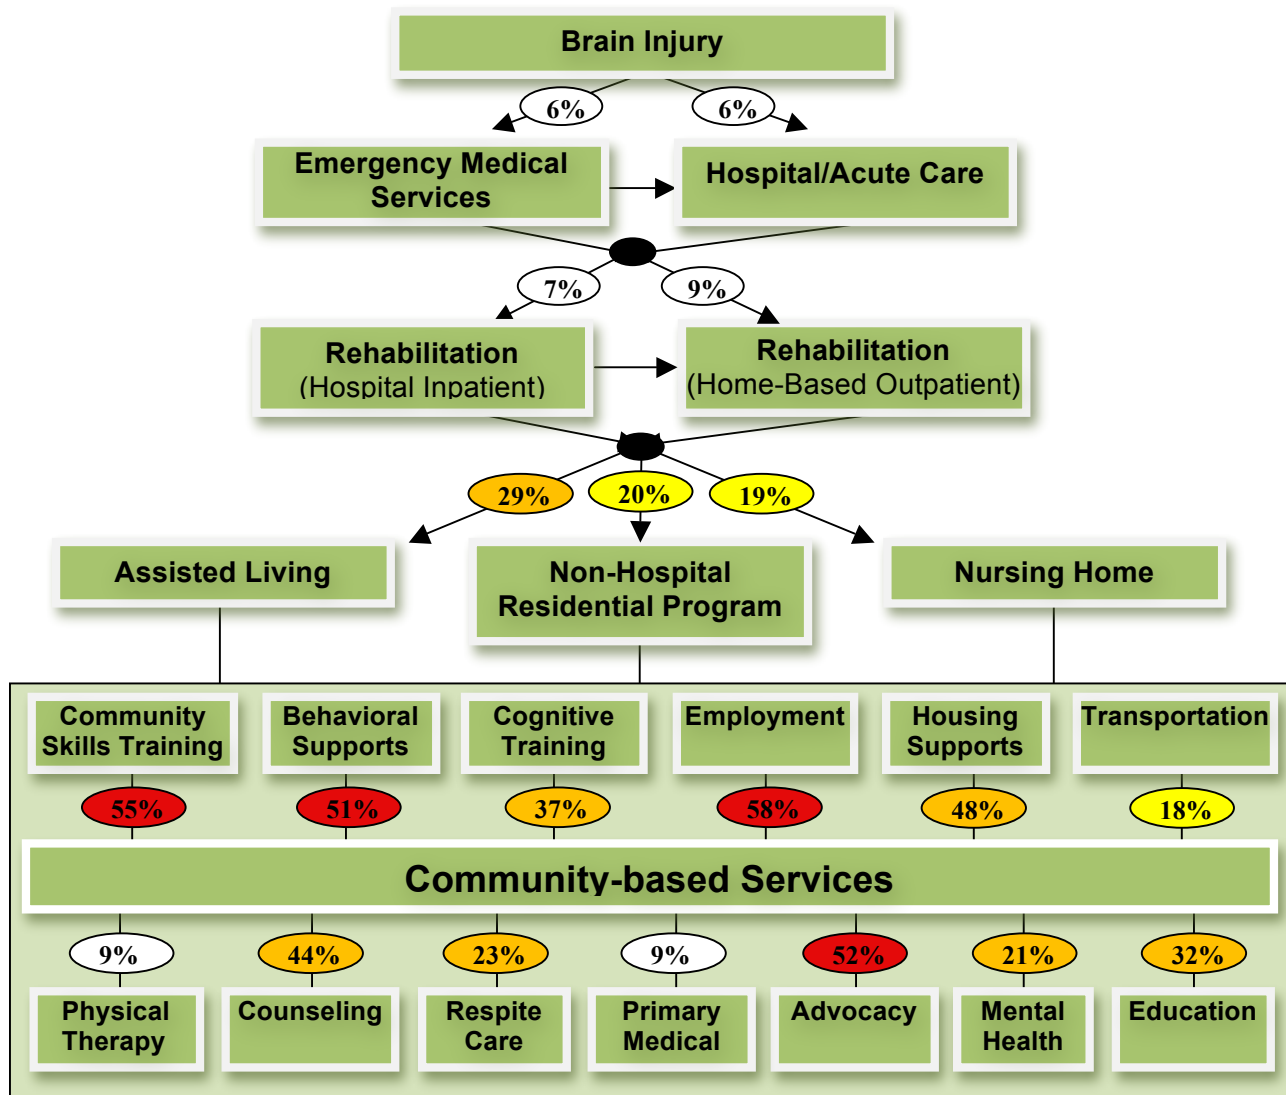 Brain Injury
6%
6%
Emergency Medical
Services
Hospital/Acute Care
7%
9%
Rehabilitation
(Hospital Inpatient)
Rehabilitation
(Home-Based Outpatient)
29%
20%
19%
Assisted Living
Non-Hospital
Residential Program
Nursing Home
Community
Skills Training
Behavioral
Supports
Cognitive
Training
Employment
Housing
Supports
Transportation
55%
51%
37%
58%
48%
18%
Community-based Services
9%
44%
23%
9%
52%
21%
32%
Physical
Therapy
Counseling
Respite
Care
Primary
Medical
Advocacy
Mental
Health
Education